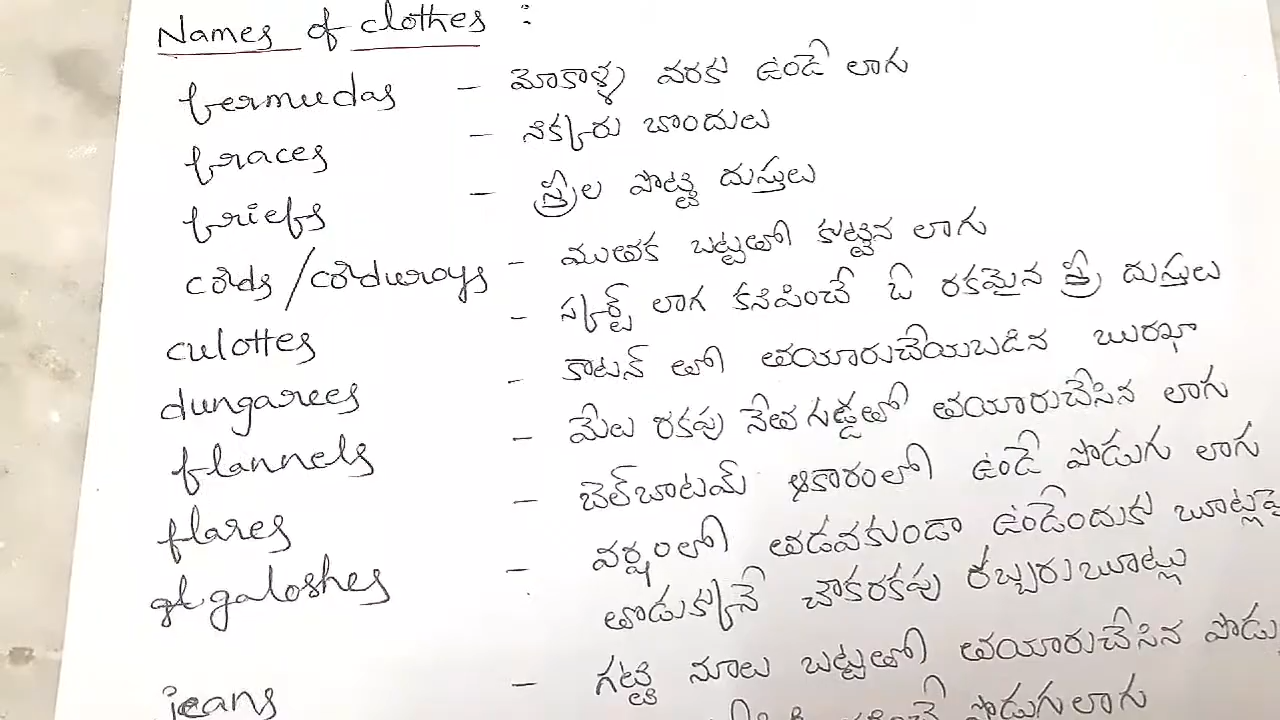 Names of clothes :
bermudas - మోకాళ్ళ వరకు ఉండే లాగు
braces - నిక్కరు బొందులు
briefs - స్త్రీల పొట్టి దుస్తులు
cords/corduroys - ముతక బట్టతో కుట్టిన లాగు
culottes - స్కర్ట్ లాగ కనిపించే ఓ రకమైన స్త్రీ దుస్తులు
dungarees - కాటన్ తో తయారుచేయబడిన బురఖా
flannels - మేలు రకపు నేత గుడ్డతో తయారుచేసిన లాగు
flares - బెల్‌బాటమ్ ఆకారంలో ఉండే పొడుగు లాగు
galoshes - వర్షంలో తడవకుండా ఉండేందుకు బూట్లపై
తొడుక్కునే చౌకరకపు రబ్బరుబూట్లు
jeans - గట్టి నూలు బట్టతో తయారుచేసిన పొడు
పొడుగులాగు